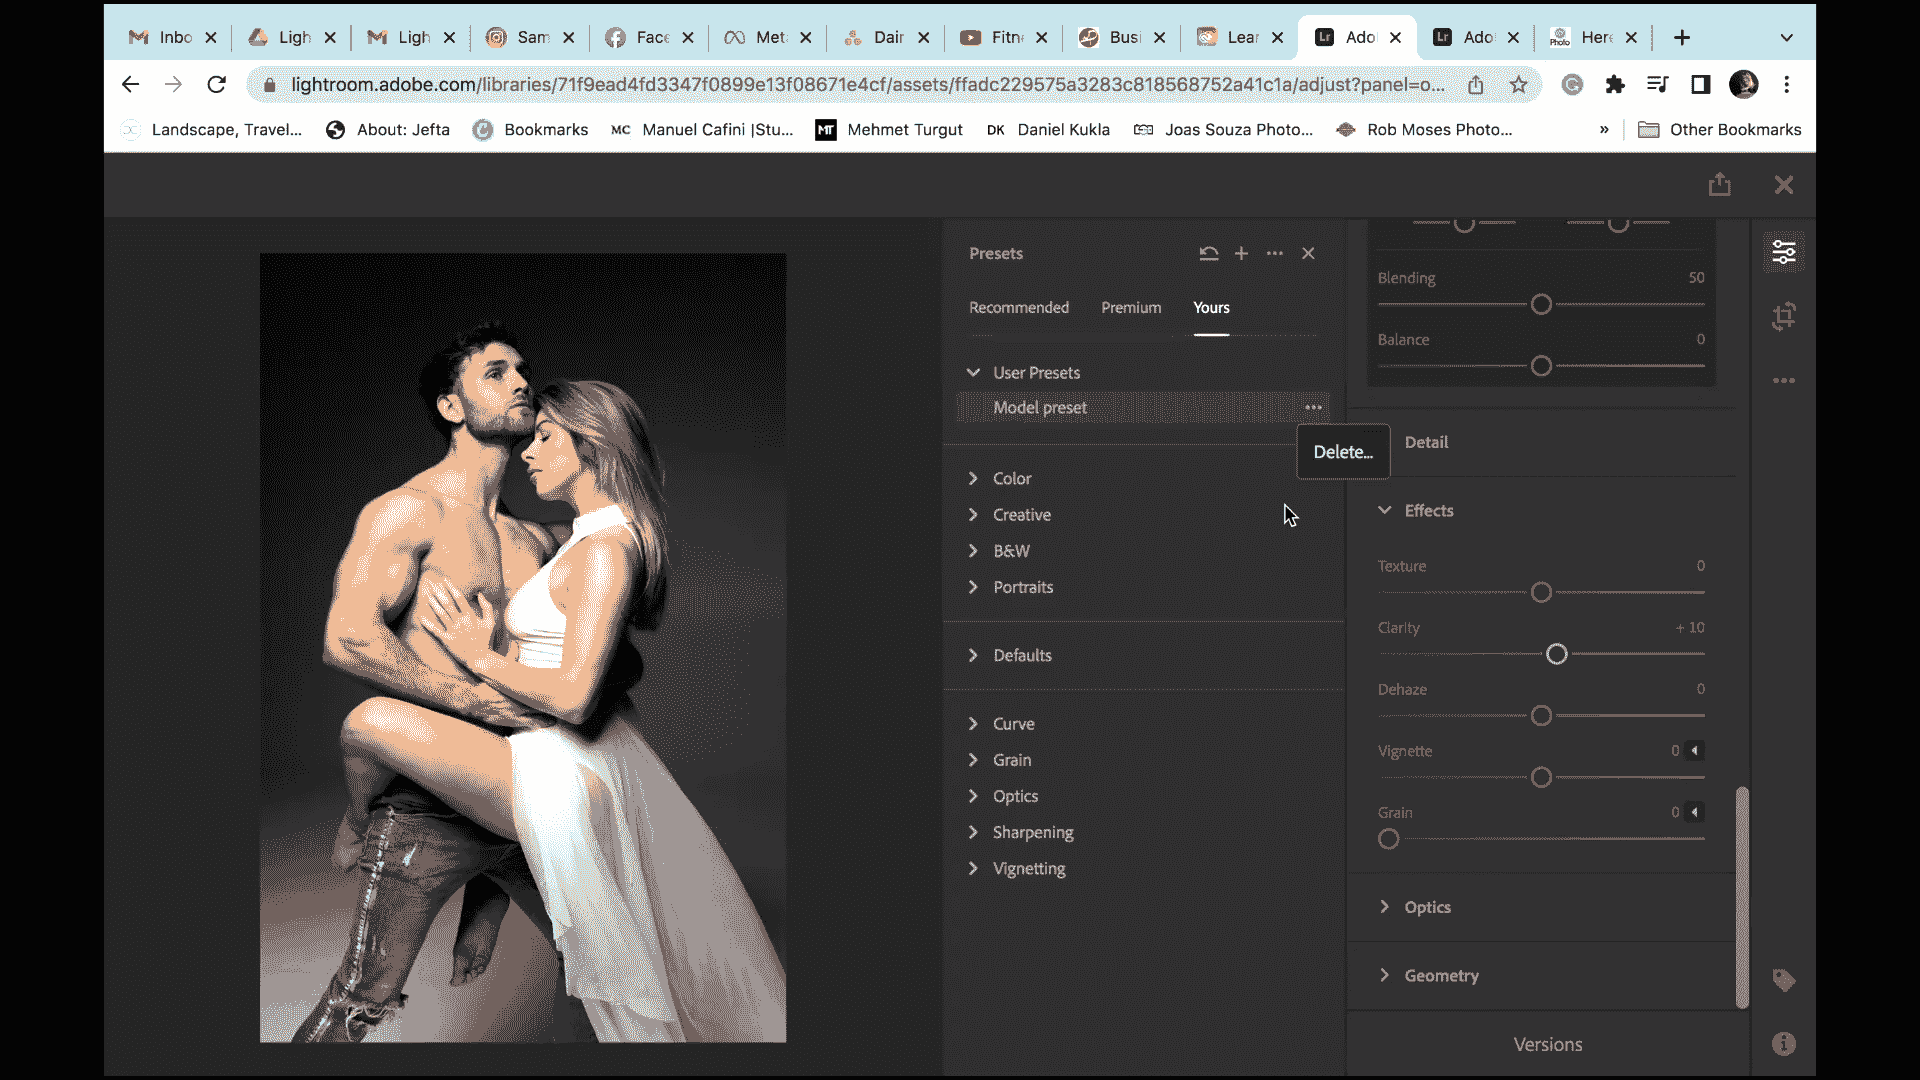 Inbo
Ligh
Ligh
Sam
Face
Met
Dair
Fitn
Busi
Lear
Ado
Ado
Here
lightroom.adobe.com/libraries/71f9ead4fd3347f0899e13f08671e4cf/assets/ffadc229575a3283c818568752a41c1a/adjust?panel=o...
Landscape, Travel...
About: Jefta
Bookmarks
MC Manuel Cafini |Stu...
MT Mehmet Turgut
DK Daniel Kukla
Joas Souza Photo...
Rob Moses Photo...
»
Other Bookmarks
Presets
Recommended Premium Yours
User Presets
Model preset
Delete...
Color
Creative
B&W
Portraits
Defaults
Curve
Grain
Optics
Sharpening
Vignetting
Blending 50
Balance 0
Detail
Effects
Texture 0
Clarity + 10
Dehaze 0
Vignette 0
Grain 0
Optics
Geometry
Versions